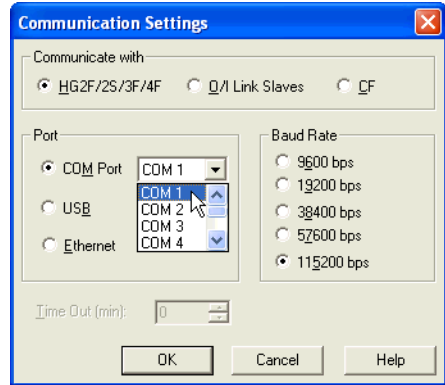 Communication Settings
Communicate with
HG2F/2S/3F/4F O/I Link Slaves CF
Port
COM Port COM 1
COM 1
COM 2
COM 3
COM 4
USB
Ethernet
Baud Rate
9600 bps
19200 bps
38400 bps
57600 bps
115200 bps
Time Out (min): 0
OK Cancel Help